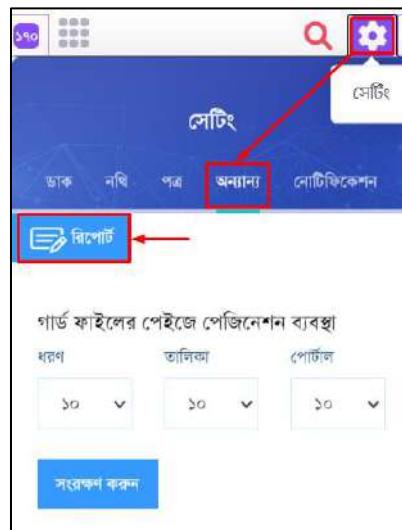 ১৭০
সেটিং
সেটিং
ডাক নথি পত্র অন্যান্য নোটিফিকেশন
রিপোর্ট
গার্ড ফাইলের পেইজে পেজিনেশন ব্যবস্থা
ধরণ তালিকা পোর্টাল
১০ ১০ ১০
সংরক্ষণ করুন